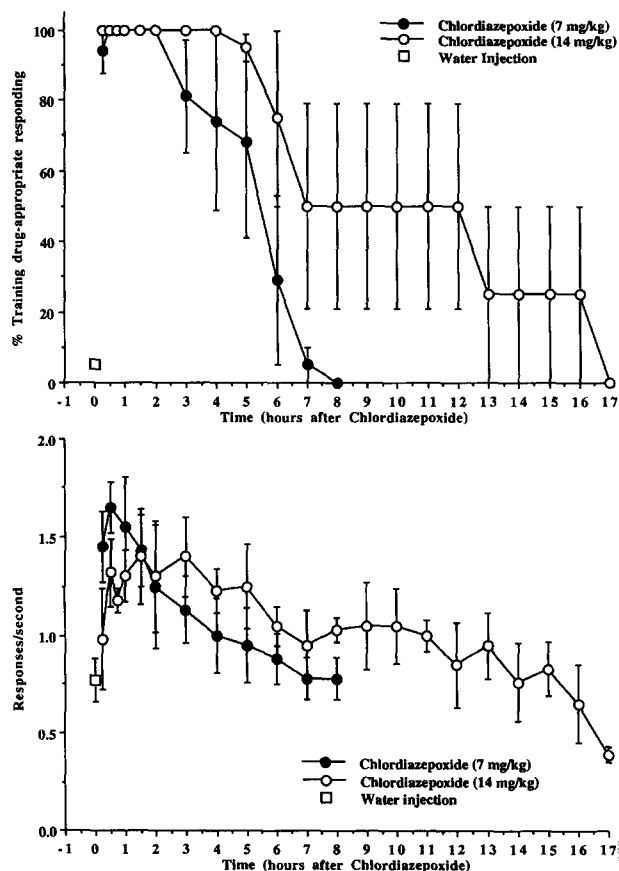 Chlordiazepoxide (7 mg/kg)
Chlordiazepoxide (14 mg/kg)
Water Injection
% Training drug-appropriate responding
100
80
60
40
20
0
-1 0 1 2 3 4 5 6 7 8 9 10 11 12 13 14 15 16 17
Time (hours after Chlordiazepoxide)
Responses/second
2.0
1.5
1.0
0.5
0.0
Chlordiazepoxide (7 mg/kg)
Chlordiazepoxide (14 mg/kg)
Water injection
-1 0 1 2 3 4 5 6 7 8 9 10 11 12 13 14 15 16 17
Time (hours after Chlordiazepoxide)